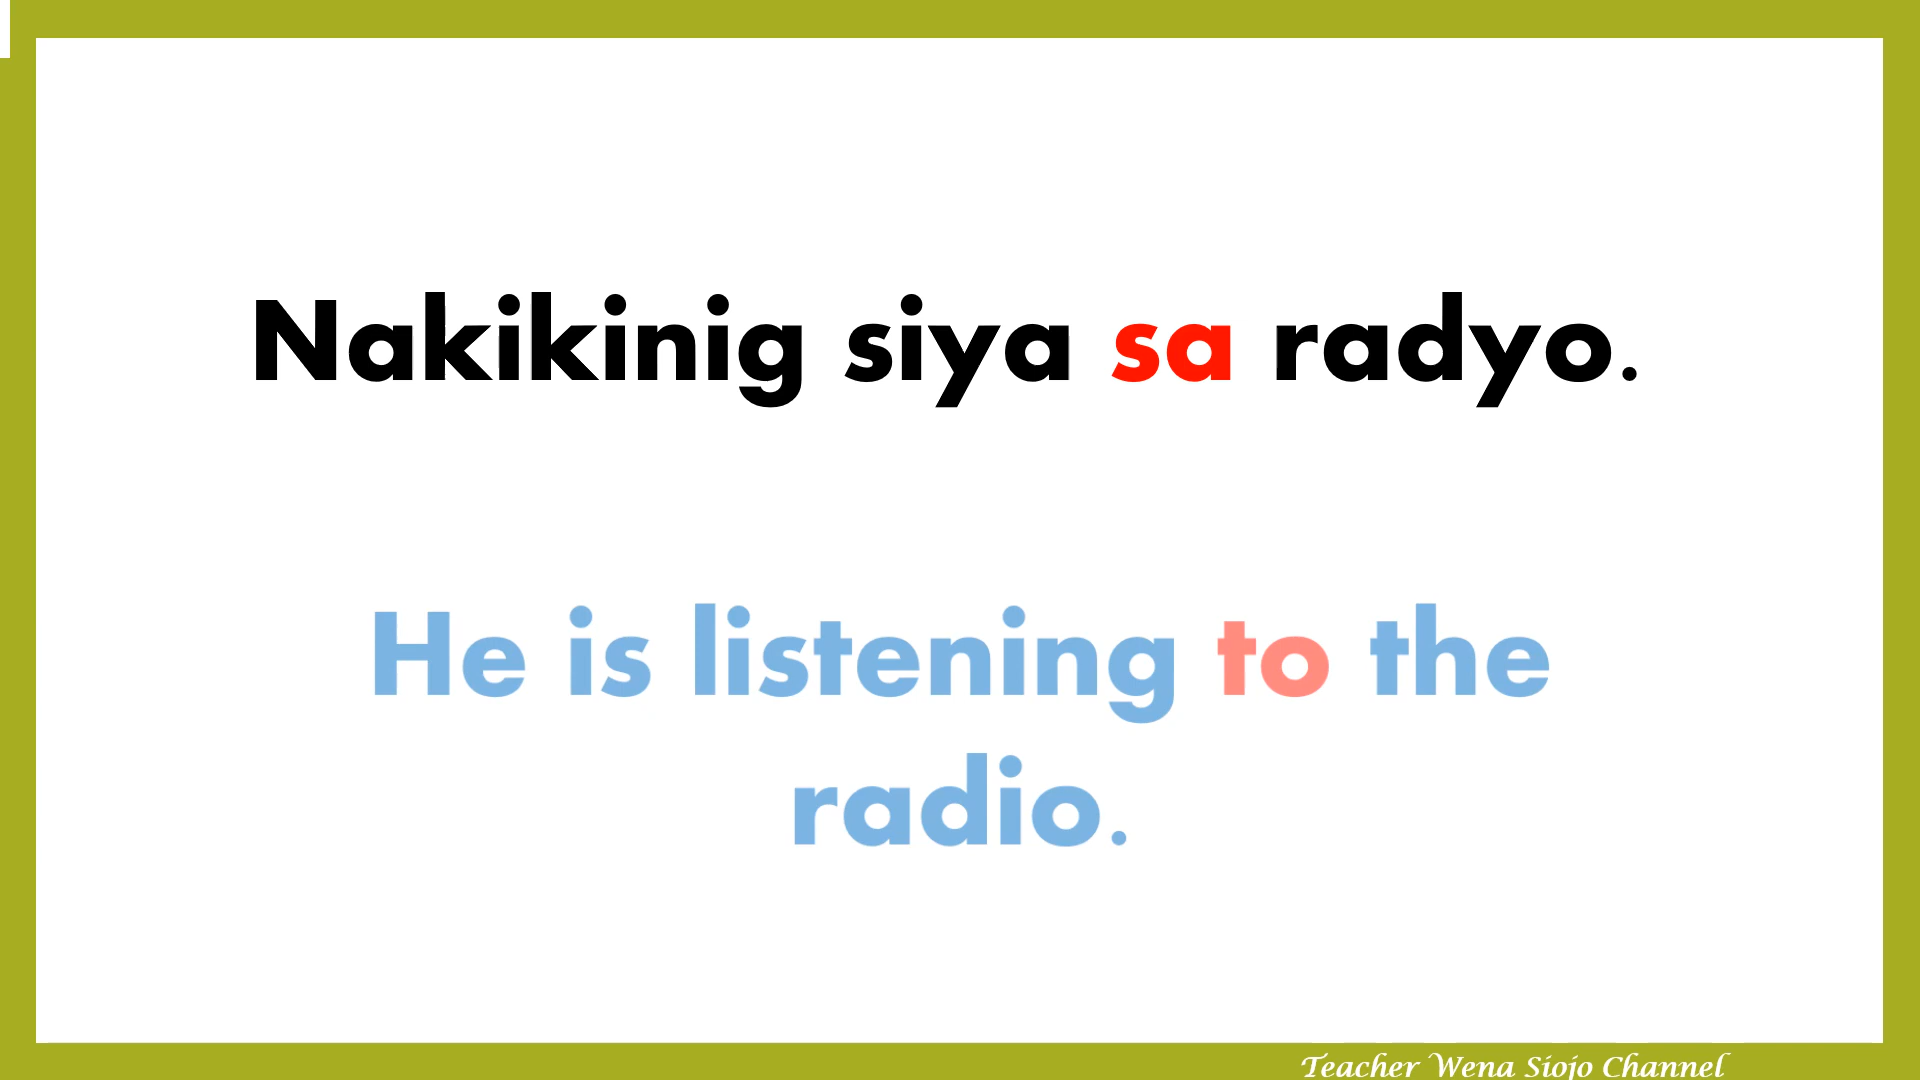 Nakikinig siya sa radyo.
He is listening to the
radio.
Teacher Wena Siojo Channel